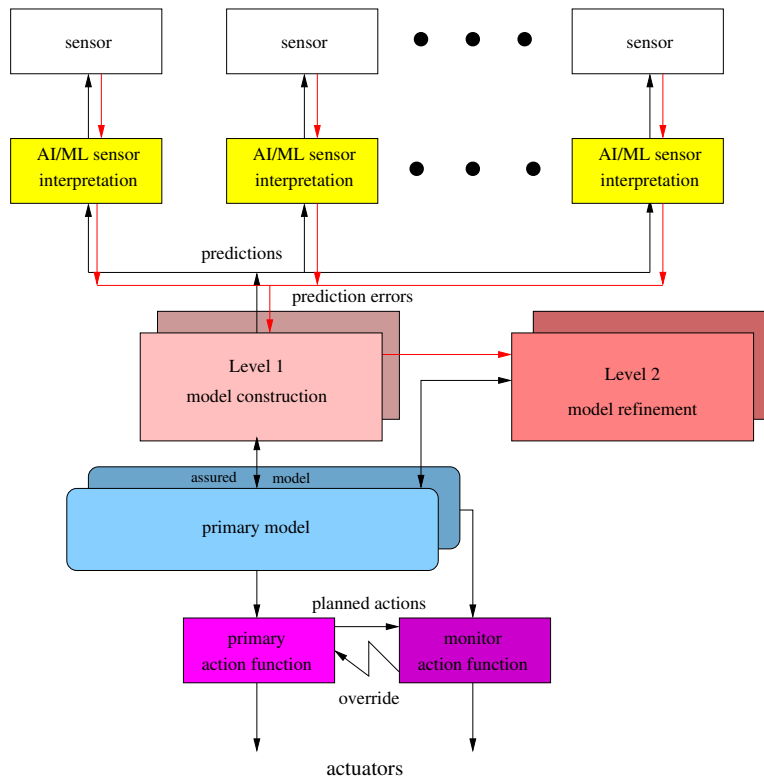 sensor
sensor
sensor
AI/ML sensor
interpretation
AI/ML sensor
interpretation
AI/ML sensor
interpretation
predictions
prediction errors
Level 1
model construction
Level 2
model refinement
assured model
primary model
planned actions
primary
action function
monitor
action function
override
actuators